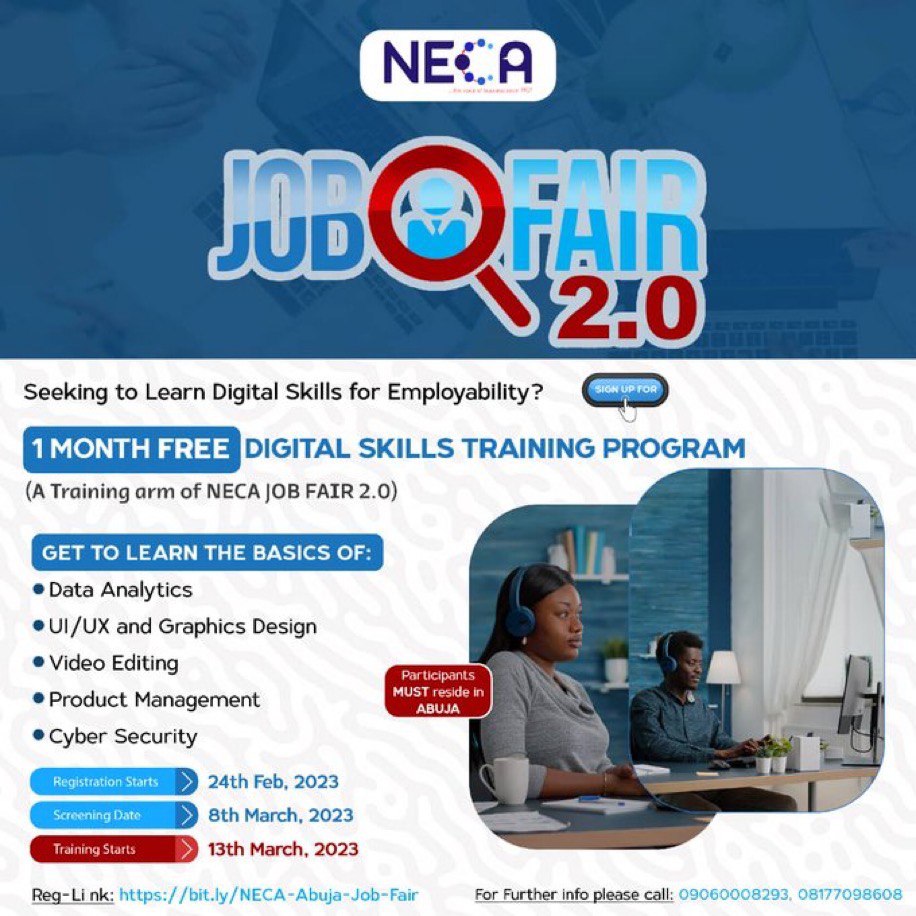 NECA
JOB FAIR
2.0
Seeking to Learn Digital Skills for Employability?
SIGN UP FOR
1 MONTH FREE DIGITAL SKILLS TRAINING PROGRAM
(A Training arm of NECA JOB FAIR 2.0)
GET TO LEARN THE BASICS OF:
• Data Analytics
• UI/UX and Graphics Design
• Video Editing
• Product Management
• Cyber Security
Participants
MUST reside in
ABUJA
Registration Starts 24th Feb, 2023
Screening Date 8th March, 2023
Training Starts 13th March, 2023
Reg-Li nk: https://bit.ly/NECA-Abuja-Job-Fair
For Further info please call: 09060008293, 08177098608